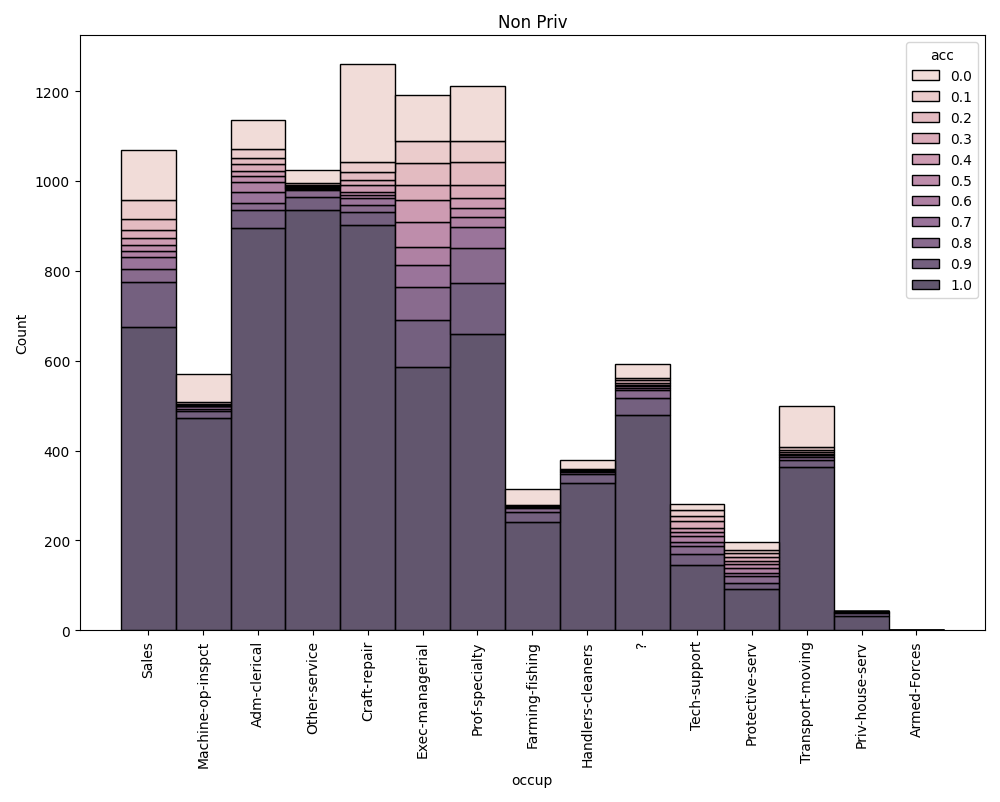 Non Priv
acc
0.0
0.1
0.2
0.3
0.4
0.5
0.6
0.7
0.8
0.9
1.0
Count
1200
1000
800
600
400
200
0
Sales
Machine-op-inspct
Adm-clerical
Other-service
Craft-repair
Exec-managerial
Prof-specialty
Farming-fishing
Handlers-cleaners
?
Tech-support
Protective-serv
Transport-moving
Priv-house-serv
Armed-Forces
occup